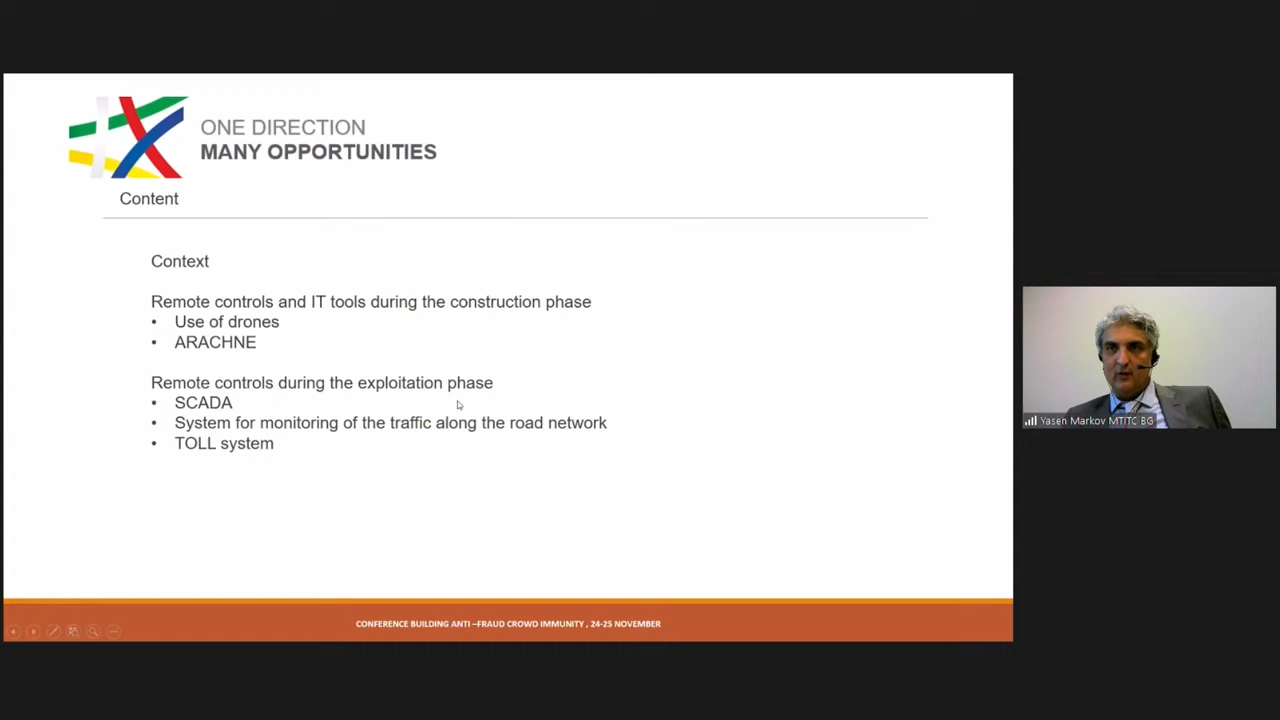 ONE DIRECTION
MANY OPPORTUNITIES
Content
Context
Remote controls and IT tools during the construction phase
• Use of drones
• ARACHNE
Remote controls during the exploitation phase
• SCADA
• System for monitoring of the traffic along the road network
• TOLL system
Yasen Markov MTITC BG
CONFERENCE BUILDING ANTI –FRAUD CROWD IMMUNITY , 24-25 NOVEMBER